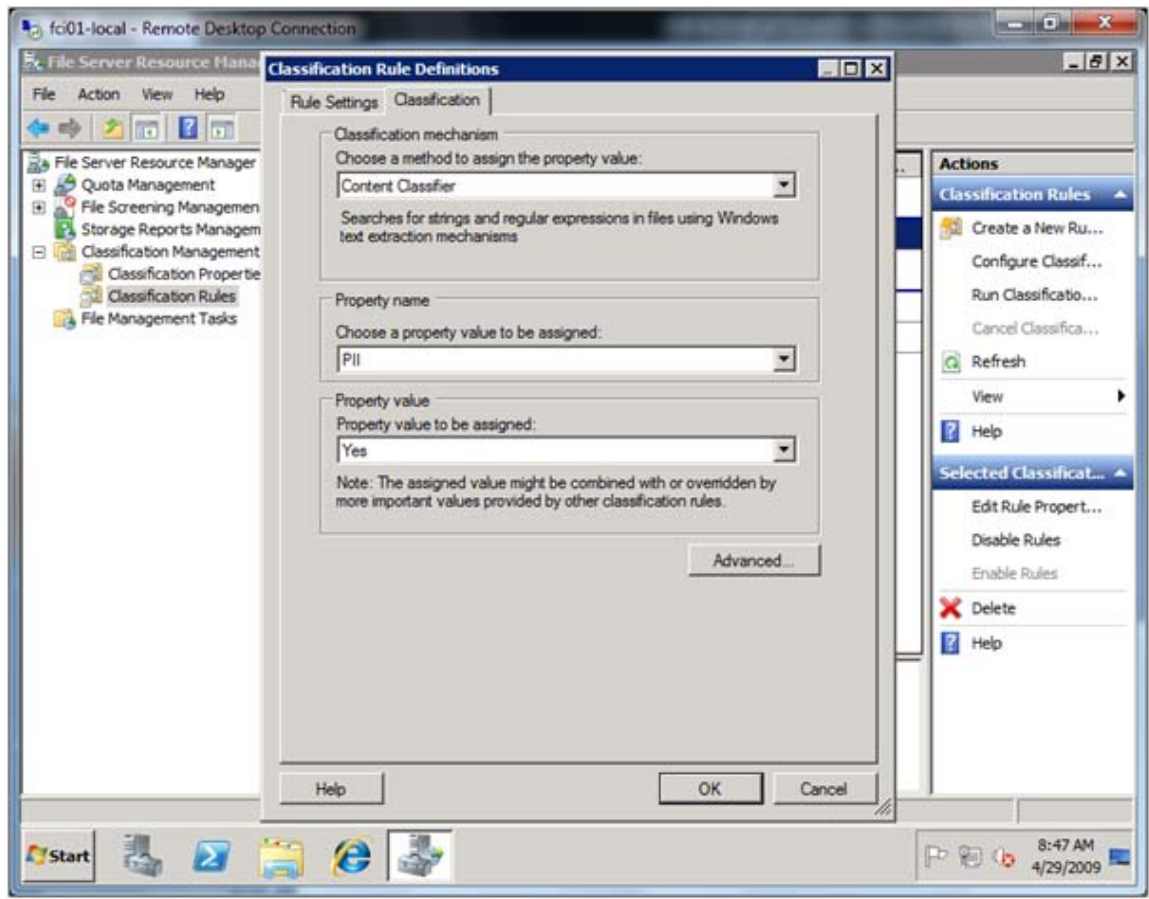 fci01-local - Remote Desktop Connection
File Server Resource Mana
Classification Rule Definitions
File Action View Help
Rule Settings Classification
File Server Resource Manager
Quota Management
File Screening Managemen
Storage Reports Managem
Classification Management
Classification Propertie
Classification Rules
File Management Tasks
Classification mechanism
Choose a method to assign the property value:
Content Classifier
Searches for strings and regular expressions in files using Windows
text extraction mechanisms
Property name
Choose a property value to be assigned:
PII
Property value
Property value to be assigned:
Yes
Note: The assigned value might be combined with or overridden by
more important values provided by other classification rules.
Advanced...
Help OK Cancel
..
Actions
Classification Rules
Create a New Ru...
Configure Classif...
Run Classificatio...
Cancel Classifica...
Refresh
View
Help
Selected Classificat...
Edit Rule Propert...
Disable Rules
Enable Rules
Delete
Help
Start
8:47 AM
4/29/2009